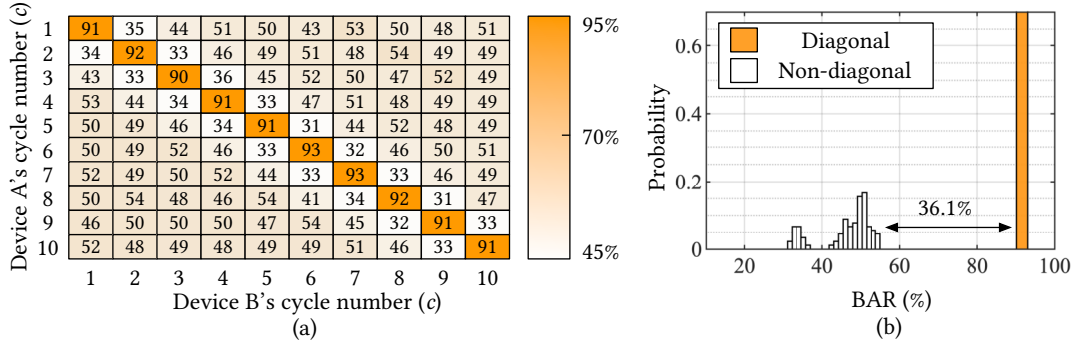 Device A's cycle number (c)
1 91 35 44 51 50 43 53 50 48 51
2 34 92 33 46 49 51 48 54 49 49
3 43 33 90 36 45 52 50 47 52 49
4 53 44 34 91 33 47 51 48 49 49
5 50 49 46 34 91 31 44 52 48 49
6 50 49 52 46 33 93 32 46 50 51
7 52 49 50 52 44 33 93 33 46 49
8 50 54 48 46 54 41 34 92 31 47
9 46 50 50 50 47 54 45 32 91 33
10 52 48 49 48 49 49 51 46 33 91
1 2 3 4 5 6 7 8 9 10
Device B's cycle number (c)
(a)
95%
70%
45%
Probability
0.6
0.4
0.2
0
Diagonal
Non-diagonal
36.1%
20 40 60 80 100
BAR (%)
(b)